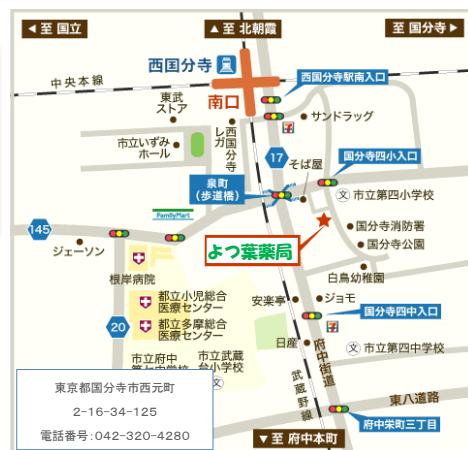 ◀ 至 国立
▲ 至 北朝霞
至 国分寺 ▶
西国分寺
中央本線
西国分寺駅南入口
東武
ストア
南口
サンドラッグ
市立いずみ
ホール
西国分寺
レガ
17
そば屋
国分寺四小入口
泉町
(歩道橋)
文 市立第四小学校
FamilyMart
145
ジェーソン
国分寺消防署
国分寺公園
よつ葉薬局
根岸病院
白鳥幼稚園
都立小児総合
医療センター
安楽亭
ジョモ
国分寺四中入口
20
都立多摩総合
医療センター
日産
府中街道
文 市立第四中学校
市立府中
市立武蔵
台小学校
文
武蔵野線
東八道路
東京都国分寺市西元町
2-16-34-125
電話番号:042-320-4280
府中栄町三丁目
▼ 至 府中本町